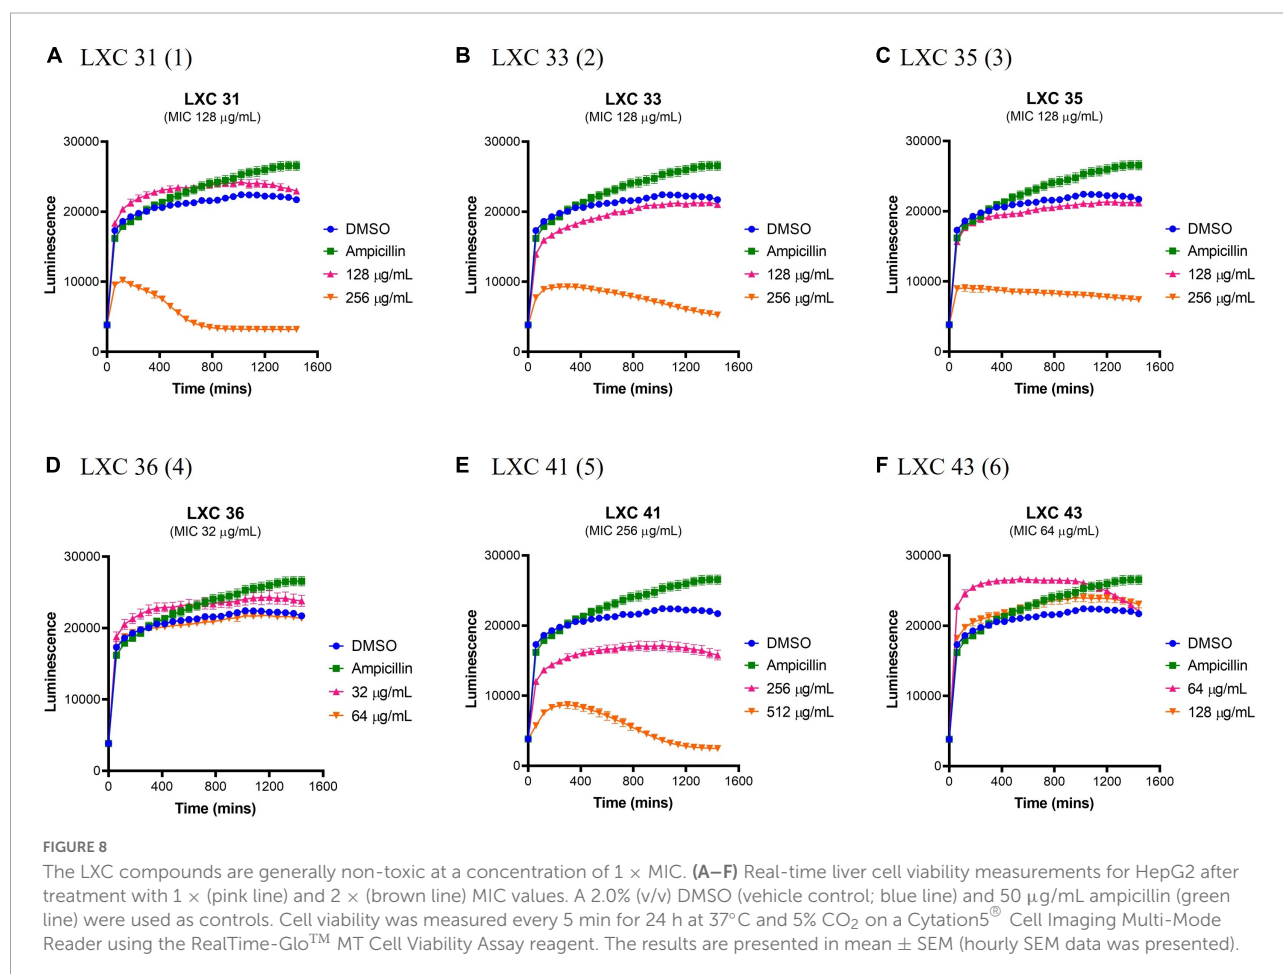 A LXC 31 (1)
LXC 31
(MIC 128 μg/mL)
30000
20000
10000
0
Luminescence
0 400 800 1200 1600
Time (mins)
DMSO
Ampicillin
128 μg/mL
256 μg/mL
B LXC 33 (2)
LXC 33
(MIC 128 μg/mL)
30000
20000
10000
0
Luminescence
0 400 800 1200 1600
Time (mins)
DMSO
Ampicillin
128 μg/mL
256 μg/mL
C LXC 35 (3)
LXC 35
(MIC 128 μg/mL)
30000
20000
10000
0
Luminescence
0 400 800 1200 1600
Time (mins)
DMSO
Ampicillin
128 μg/mL
256 μg/mL
D LXC 36 (4)
LXC 36
(MIC 32 μg/mL)
30000
20000
10000
0
Luminescence
0 400 800 1200 1600
Time (mins)
DMSO
Ampicillin
32 μg/mL
64 μg/mL
E LXC 41 (5)
LXC 41
(MIC 256 μg/mL)
30000
20000
10000
0
Luminescence
0 400 800 1200 1600
Time (mins)
DMSO
Ampicillin
256 μg/mL
512 μg/mL
F LXC 43 (6)
LXC 43
(MIC 64 μg/mL)
30000
20000
10000
0
Luminescence
0 400 800 1200 1600
Time (mins)
DMSO
Ampicillin
64 μg/mL
128 μg/mL
FIGURE 8
The LXC compounds are generally non-toxic at a concentration of 1 × MIC. (A–F) Real-time liver cell viability measurements for HepG2 after
treatment with 1 × (pink line) and 2 × (brown line) MIC values. A 2.0% (v/v) DMSO (vehicle control; blue line) and 50 μg/mL ampicillin (green
line) were used as controls. Cell viability was measured every 5 min for 24 h at 37°C and 5% CO₂ on a Cytation5® Cell Imaging Multi-Mode
Reader using the RealTime-Glo™ MT Cell Viability Assay reagent. The results are presented in mean ± SEM (hourly SEM data was presented).